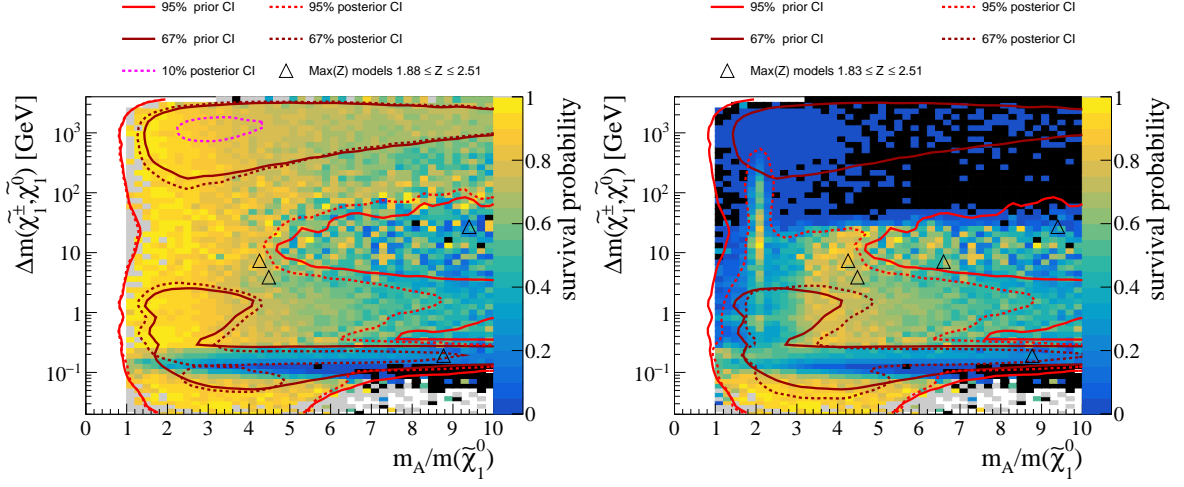 95% prior CI 95% posterior CI
67% prior CI 67% posterior CI
10% posterior CI Max(Z) models 1.88 ≤ Z ≤ 2.51
Δm(χ̃₁±,χ̃₁⁰) [GeV]
10³
10²
10
1
10⁻¹
0 1 2 3 4 5 6 7 8 9 10
m_A/m(χ̃₁⁰)
1
0.8
0.6
0.4
0.2
0
survival probability
95% prior CI 95% posterior CI
67% prior CI 67% posterior CI
Max(Z) models 1.83 ≤ Z ≤ 2.51
Δm(χ̃₁±,χ̃₁⁰) [GeV]
10³
10²
10
1
10⁻¹
0 1 2 3 4 5 6 7 8 9 10
m_A/m(χ̃₁⁰)
1
0.8
0.6
0.4
0.2
0
survival probability